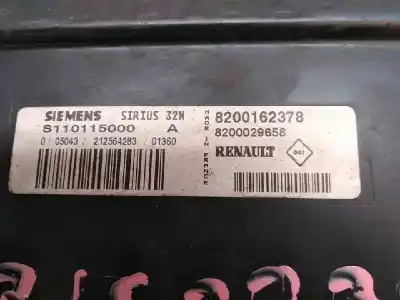 SIEMENS SIRIUS 32N
S110115000 A
0 / 05043 / 212564283 / 01360
MADE IN FRANCE
8200162378
8200029658
RENAULT